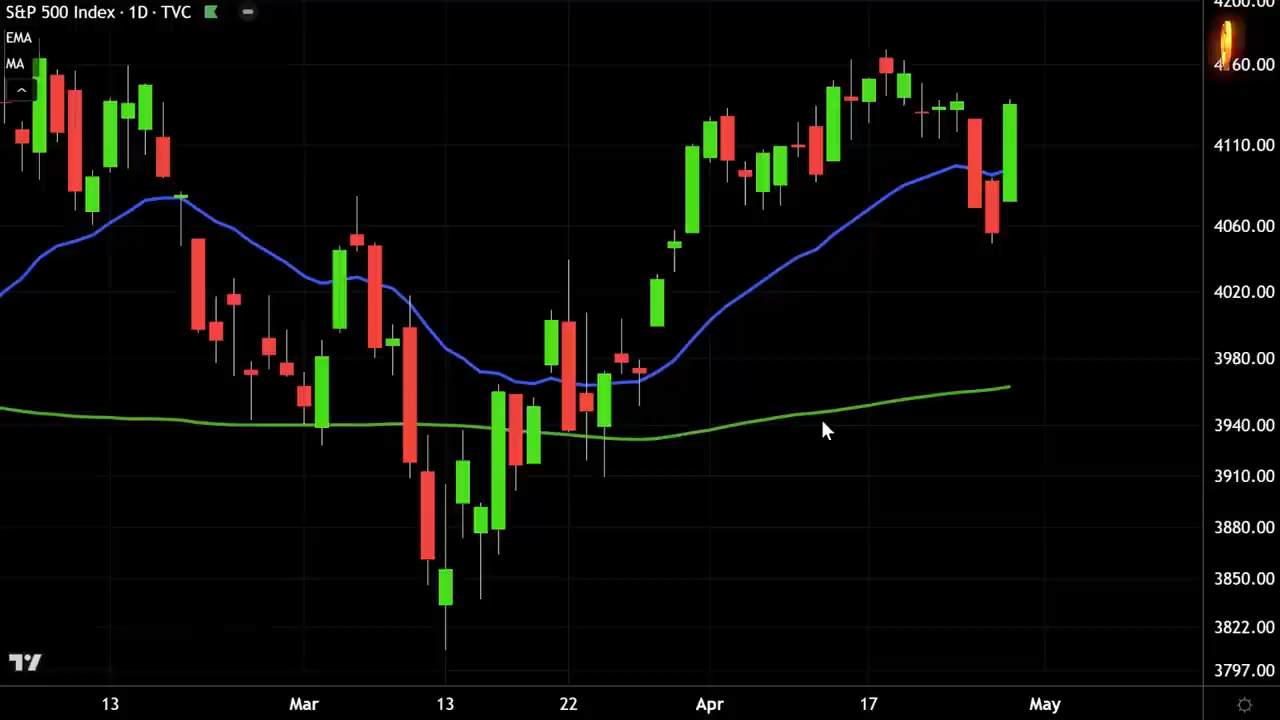 S&P 500 Index · 1D · TVC
EMA
MA
4200.00
4160.00
4110.00
4060.00
4020.00
3980.00
3940.00
3910.00
3880.00
3850.00
3822.00
3797.00
13
Mar
13
22
Apr
17
May